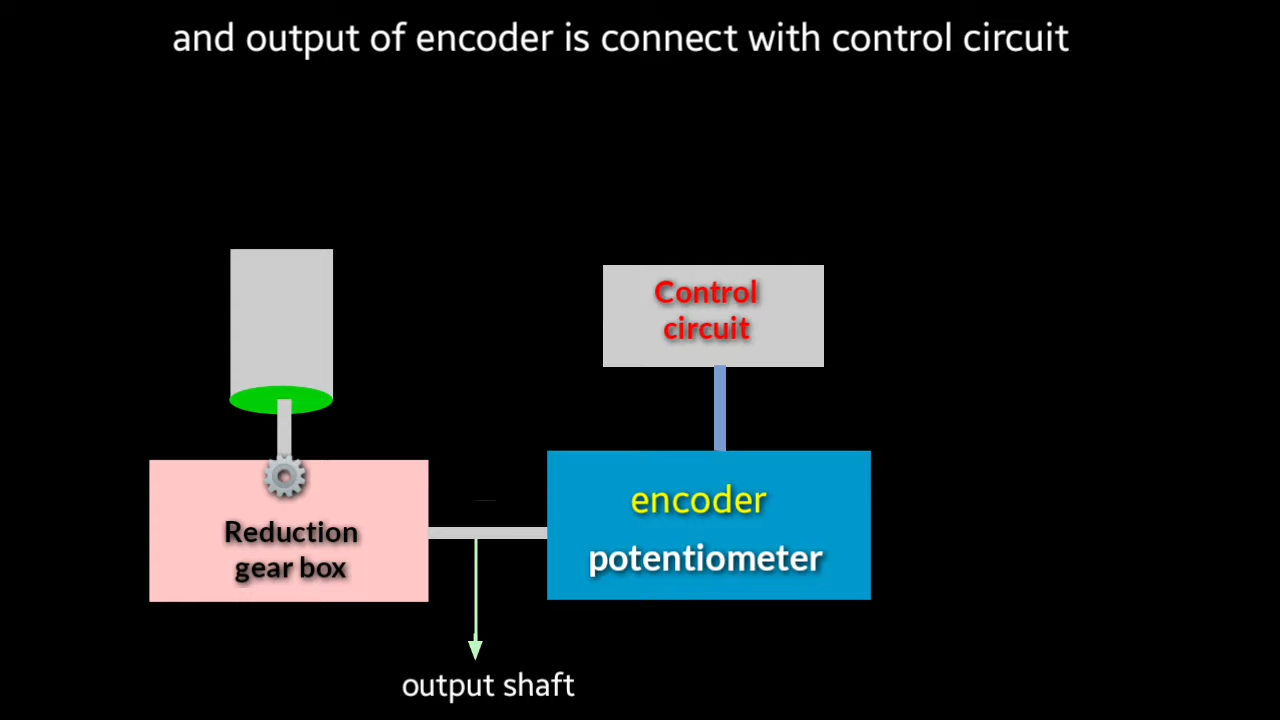 and output of encoder is connect with control circuit
Control
circuit
encoder
potentiometer
Reduction
gear box
output shaft